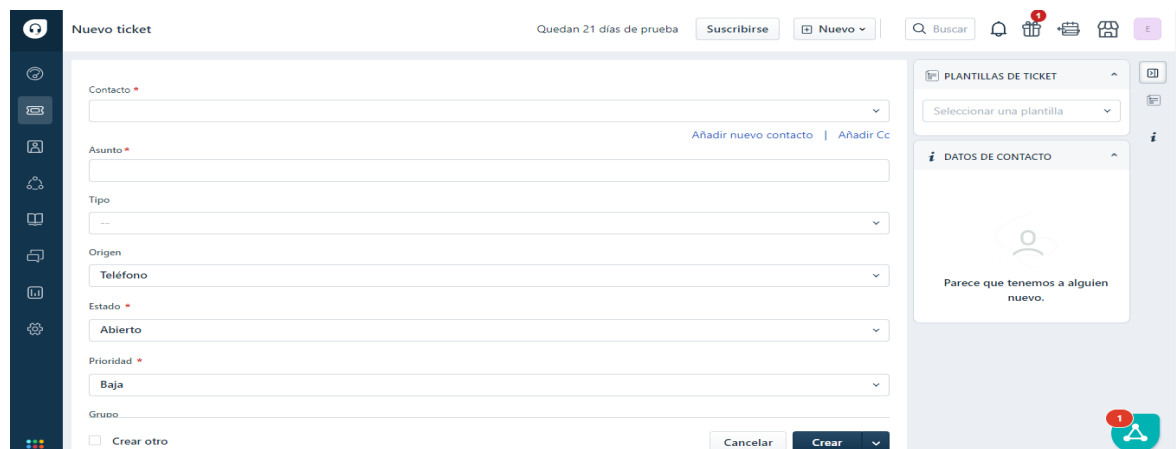 Nuevo ticket
Quedan 21 días de prueba
Suscribirse
Nuevo
Buscar
1
E
Contacto *
Añadir nuevo contacto | Añadir Cc
Asunto *
Tipo
--
Origen
Teléfono
Estado *
Abierto
Prioridad *
Baja
Grupo
Crear otro
Cancelar
Crear
PLANTILLAS DE TICKET
Seleccionar una plantilla
i DATOS DE CONTACTO
Parece que tenemos a alguien
nuevo.
i
1